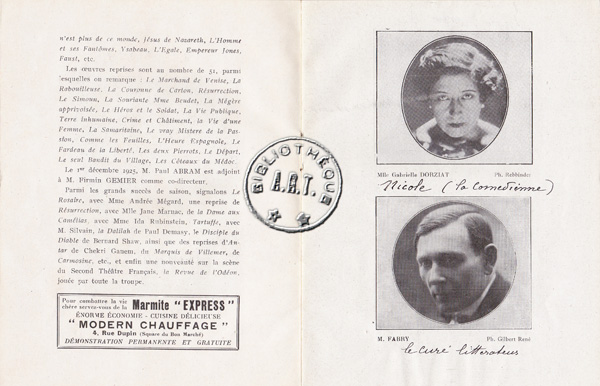 n'est plus de ce monde, Jésus de Nazareth, L'Homme
et ses Fantômes, Ysabeau, L'Egale, Empereur Jones,
Faust, etc.
Les œuvres reprises sont au nombre de 51, parmi
lesquelles on remarque : Le Marchand de Venise, La
Rabouilleuse, La Couronne de Carton, Résurrection,
Le Simoun, La Souriante Mme Beudet, La Mégère
apprivoisée, Le Héros et le Soldat, La Vie Publique,
Terre Inhumaine, Crime et Châtiment, la Vie d'une
Femme, La Samaritaine, Le vray Mistere de la Pas-
sion, Comme les Feuilles, L'Heure Espagnole, Le
Fardeau de la Liberté, Les deux Pierrots, Le Départ,
Le seul Bandit du Village, Les Côteaux du Médoc.
Le 1er décembre 1925, M. Paul ABRAM est adjoint
à M. Firmin GEMIER comme co-directeur.
Parmi les grands succès de saison, signalons Le
Rosaire, avec Mme Andrée Mégard, une reprise de
Résurrection, avec Mlle Jane Marnac, de la Dame aux
Camélias, avec Mme Ida Rubinstein, Tartuffe, avec
M. Silvain, la Dalilah de Paul Demasy, le Disciple du
Diable de Bernard Shaw, ainsi que des reprises d'An-
tar de Chekri Ganem, du Marquis de Villemer, de
Carmosine, etc., et enfin une nouveauté sur la scène
du Second Théâtre Français, le Revue de l'Odéon,
jouée par toute la troupe.
Pour combattre la vie
chère servez-vous de la Marmite "EXPRESS"
ÉNORME ÉCONOMIE - CUISINE DÉLICIEUSE
"MODERN CHAUFFAGE"
4, Rue Dupin (Square du Bon Marché)
DÉMONSTRATION PERMANENTE ET GRATUITE
BIBLIOTHÈQUE
A.R.T.
Mlle Gabrielle DORZIAT Ph. Rehbinder
Nicole (la comedienne)
M. FABRY Ph. Gilbert René
le curé litterateur